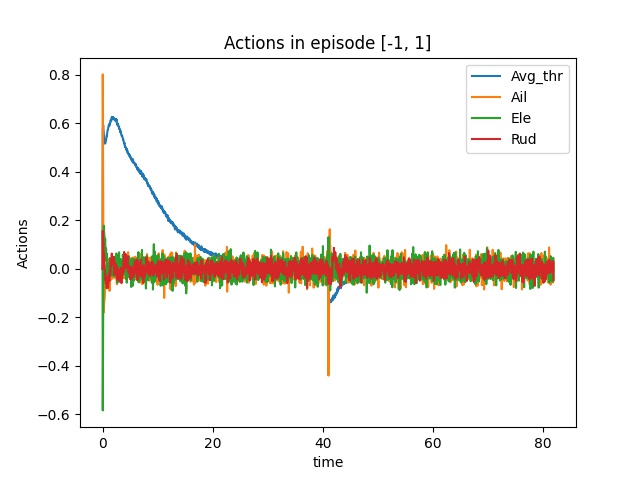 Actions in episode [-1, 1]
Avg_thr
Ail
Ele
Rud
0.8
0.6
0.4
0.2
0.0
−0.2
−0.4
−0.6
Actions
0 20 40 60 80
time